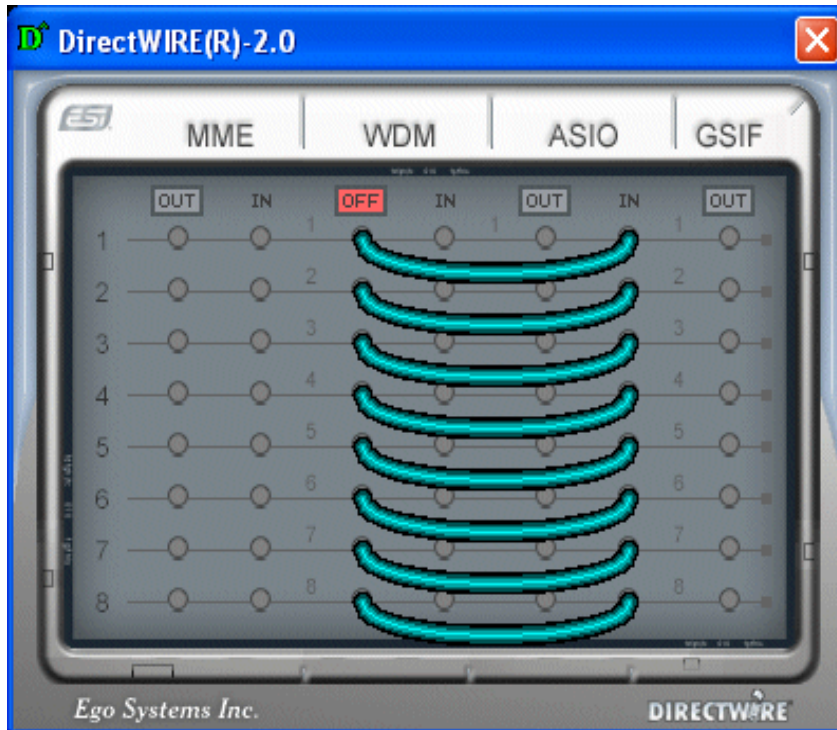 DirectWIRE(R)-2.0
ESI
MME WDM ASIO GSIF
OUT IN OFF IN OUT IN OUT
1 1 1 1
2 2 2
3 3 3
4 4 4
5 5 5
6 6 6
7 7 7
8 8 8
Ego Systems Inc.
DIRECTWIRE